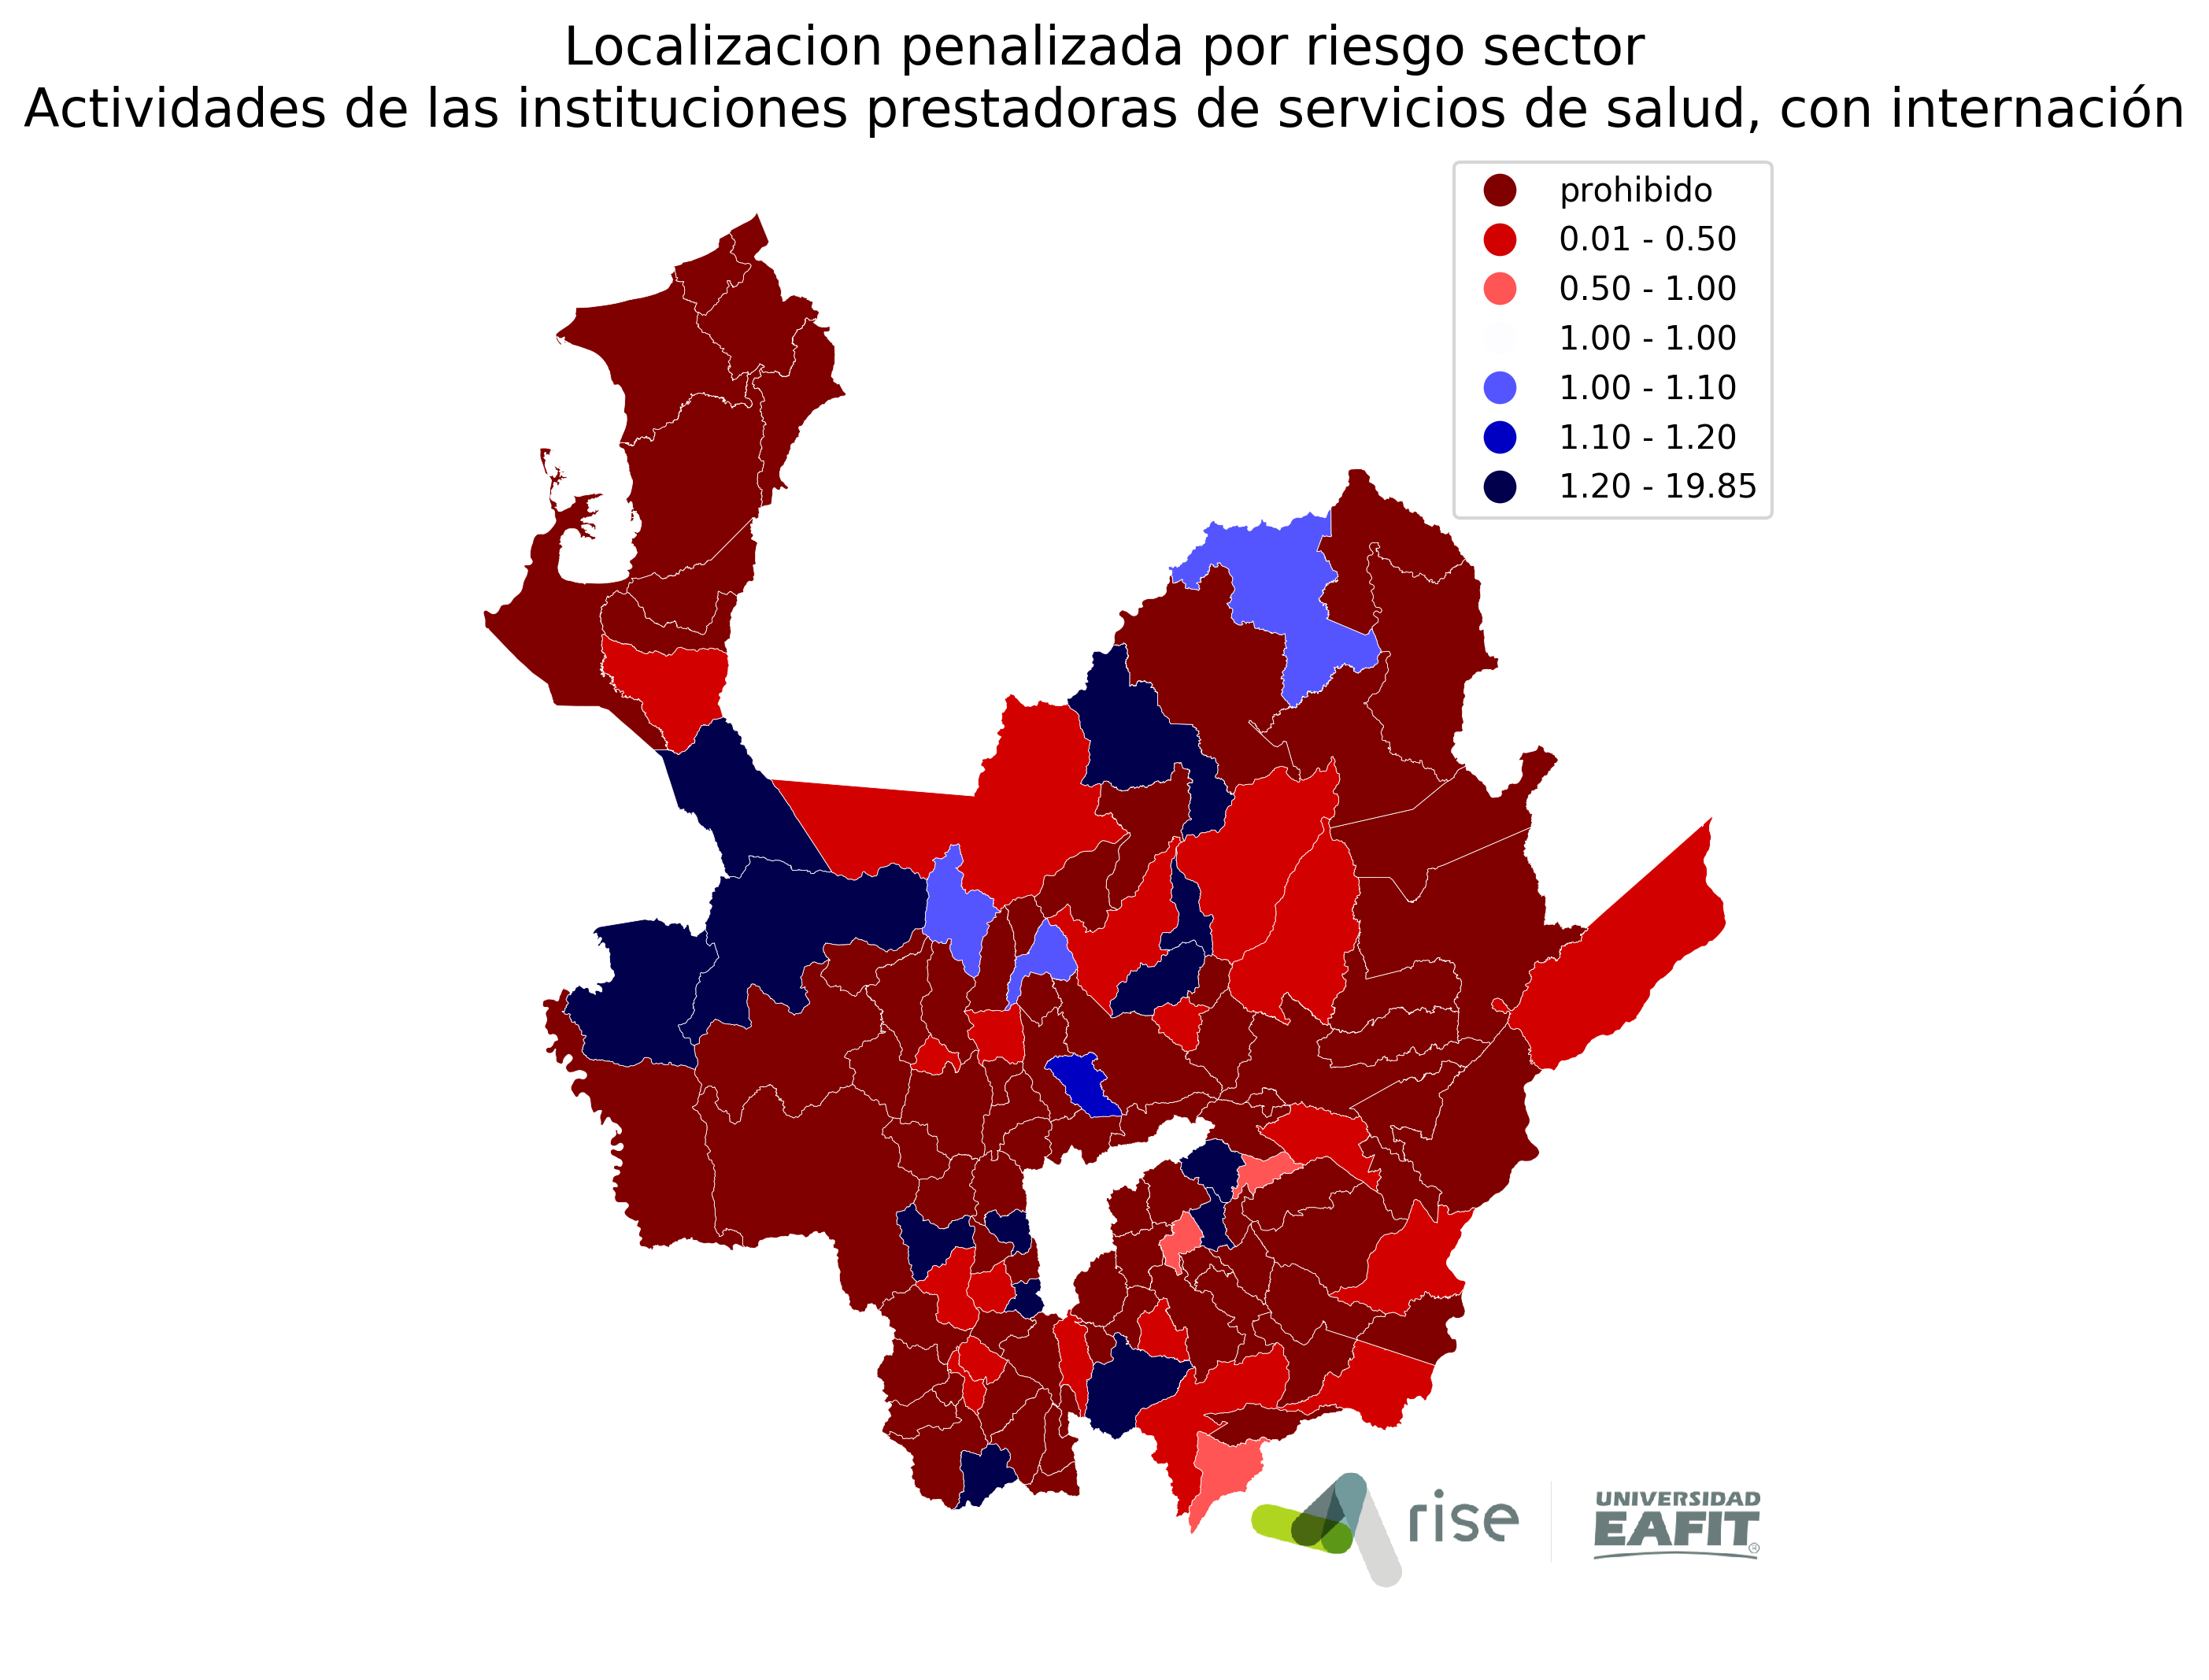 Localizacion penalizada por riesgo sector
Actividades de las instituciones prestadoras de servicios de salud, con internación
prohibido
0.01 - 0.50
0.50 - 1.00
1.00 - 1.00
1.00 - 1.10
1.10 - 1.20
1.20 - 19.85
rise
UNIVERSIDAD
EAFIT®